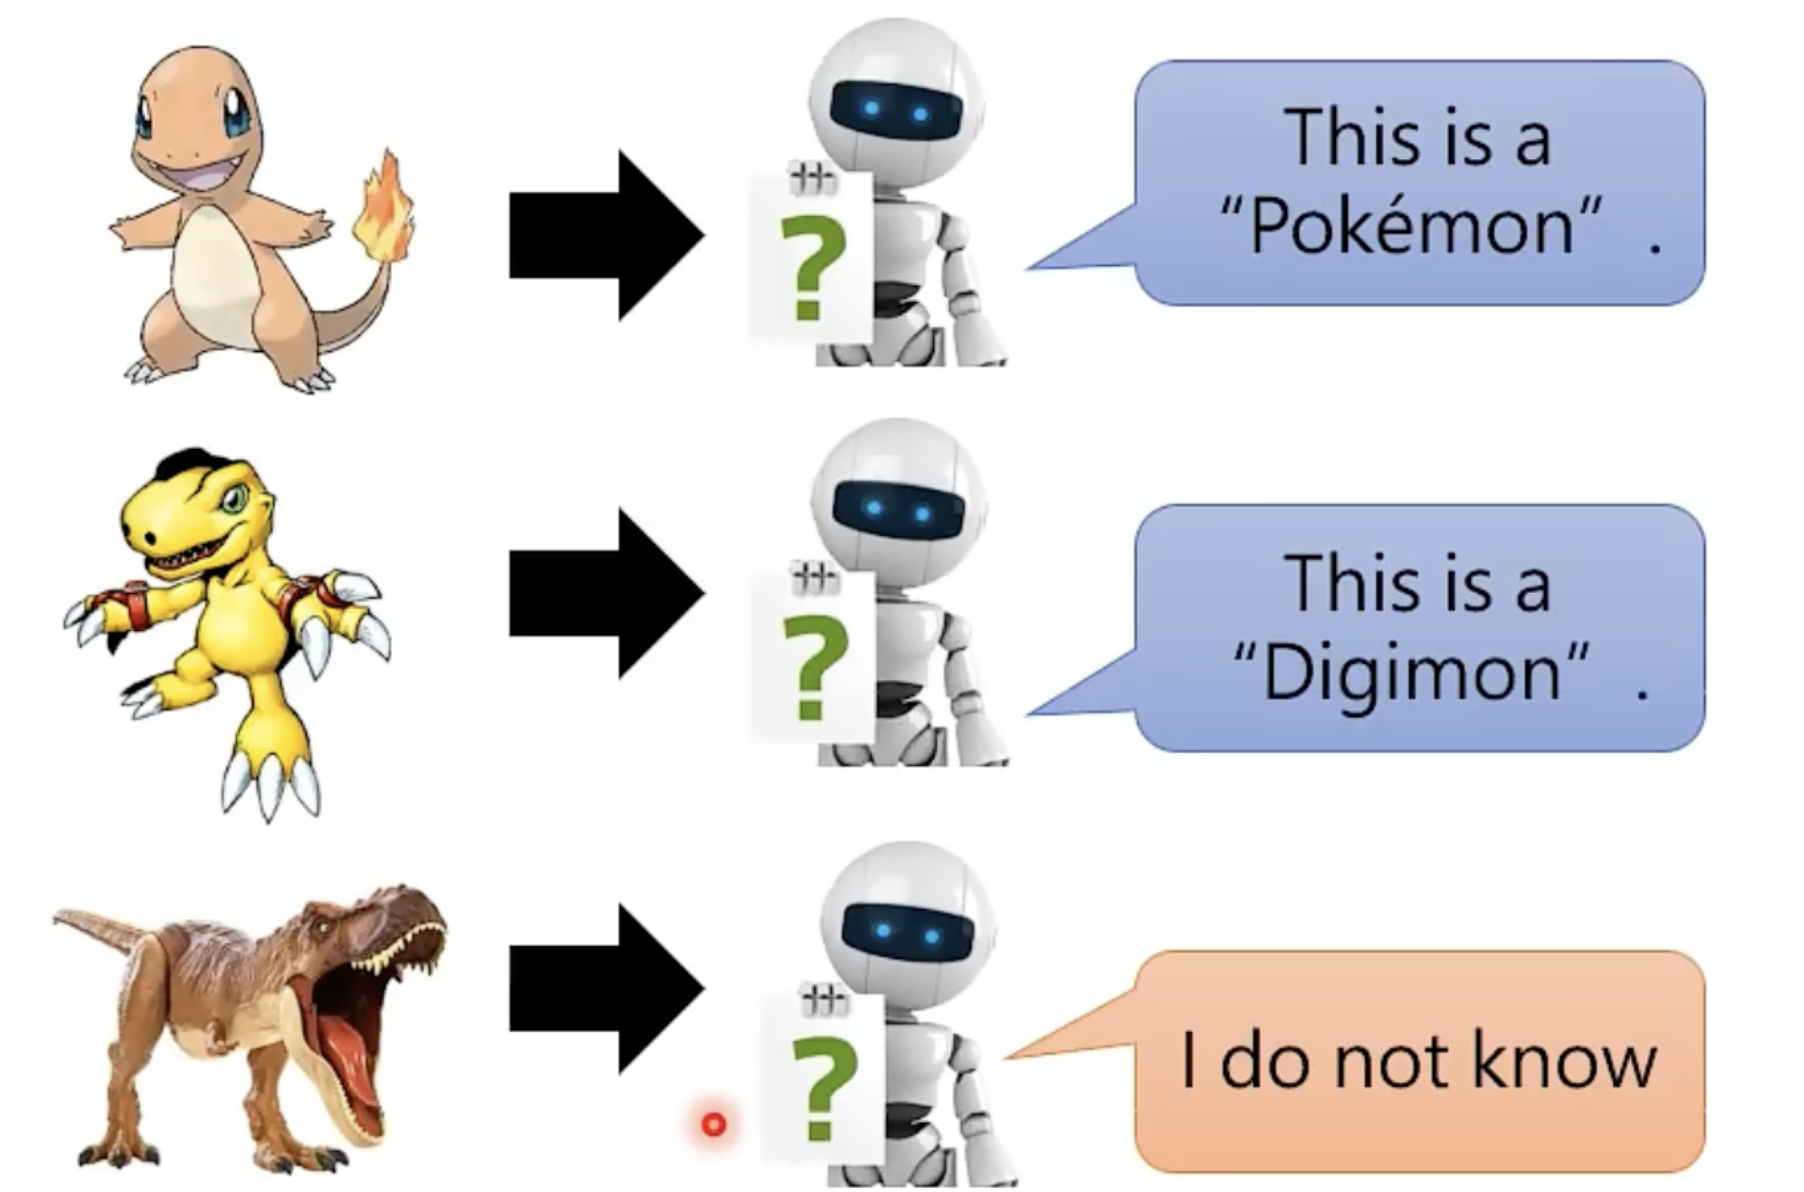 This is a
“Pokémon” .
?
This is a
“Digimon” .
?
I do not know
?